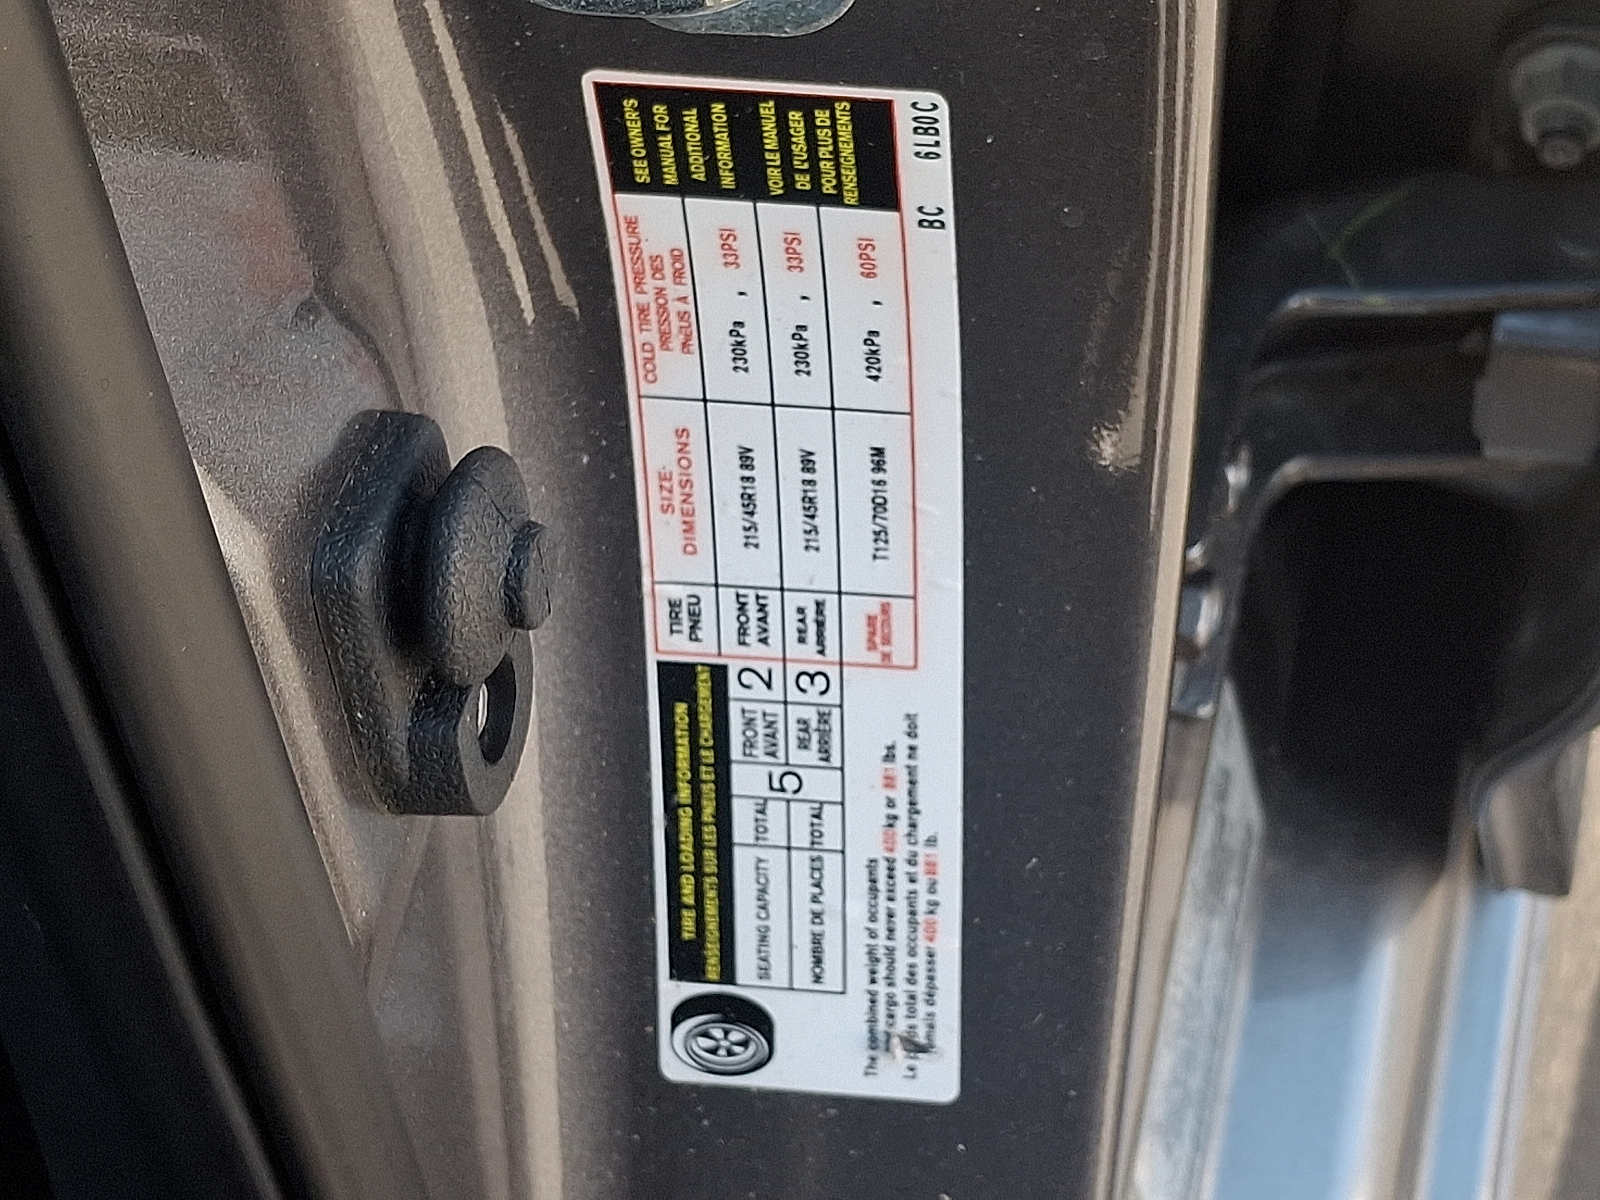 TIRE AND LOADING INFORMATION
RENSEIGNEMENTS SUR LES PNEUS ET LE CHARGEMENT
SEATING CAPACITY TOTAL 5 FRONT AVANT 2
NOMBRE DE PLACES TOTAL REAR ARRIÈRE 3
The combined weight of occupants
and cargo should never exceed 400 kg or 881 lbs.
Le poids total des occupants et du chargement ne doit
jamais dépasser 400 kg ou 881 lb.
TIRE
PNEU
SIZE
DIMENSIONS
COLD TIRE PRESSURE
PRESSION DES
PNEUS À FROID
FRONT
AVANT
215/45R18 89V
230kPa , 33PSI
REAR
ARRIÈRE
215/45R18 89V
230kPa , 33PSI
SPARE
DE SECOURS
T125/70D16 96M
420kPa , 60PSI
SEE OWNER'S
MANUAL FOR
ADDITIONAL
INFORMATION
VOIR LE MANUEL
DE L'USAGER
POUR PLUS DE
RENSEIGNEMENTS
BC 6LB0C